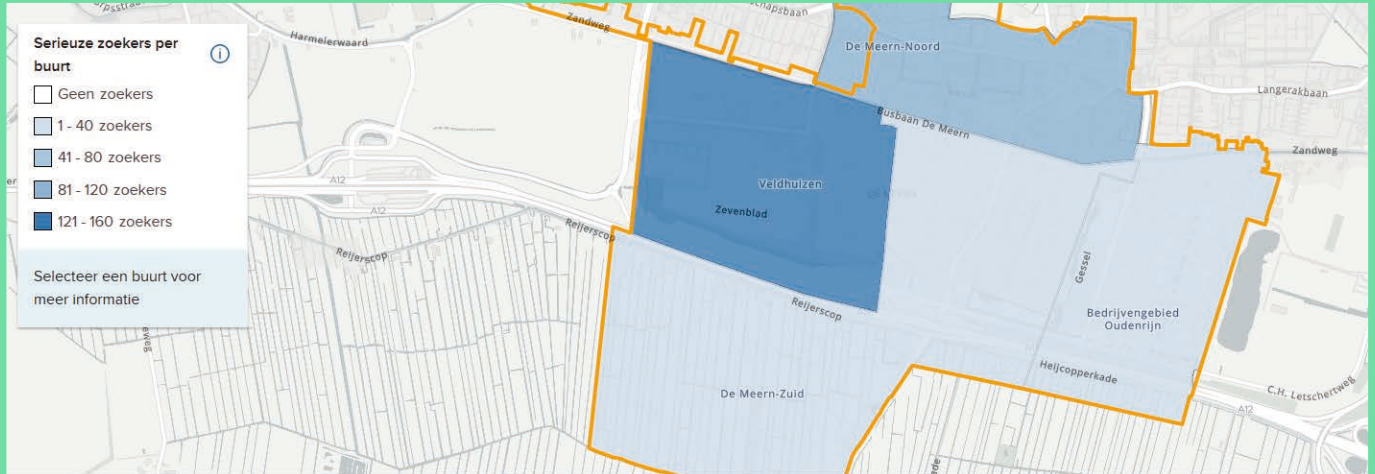 Serieuze zoekers per
buurt
Geen zoekers
1 - 40 zoekers
41 - 80 zoekers
81 - 120 zoekers
121 - 160 zoekers
Selecteer een buurt voor
meer informatie
Harmelerwaard
Zandweg
De Meern-Noord
Langerakbaan
Busbaan De Meern
Zandweg
A12
A12
Veldhuizen
Zevenblad
Reijerscop
Reijerscop
Reijerscop
Gessel
Bedrijvengebied
Oudenrijn
Heijcopperkade
De Meern-Zuid
C.H. Letschertweg
A12